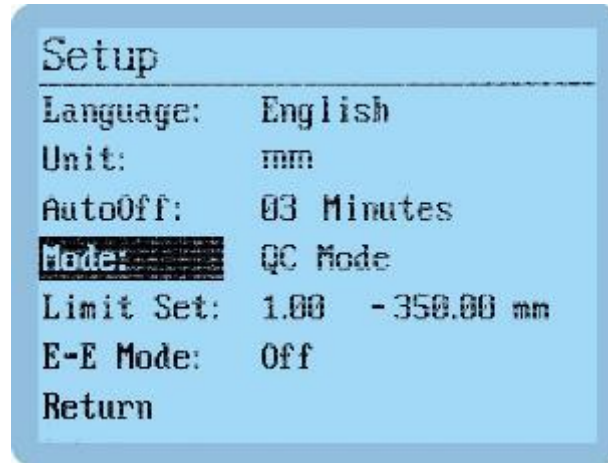 Setup
Language: English
Unit: mm
AutoOff: 03 Minutes
Mode: QC Mode
Limit Set: 1.00 - 350.00 mm
E-E Mode: Off
Return